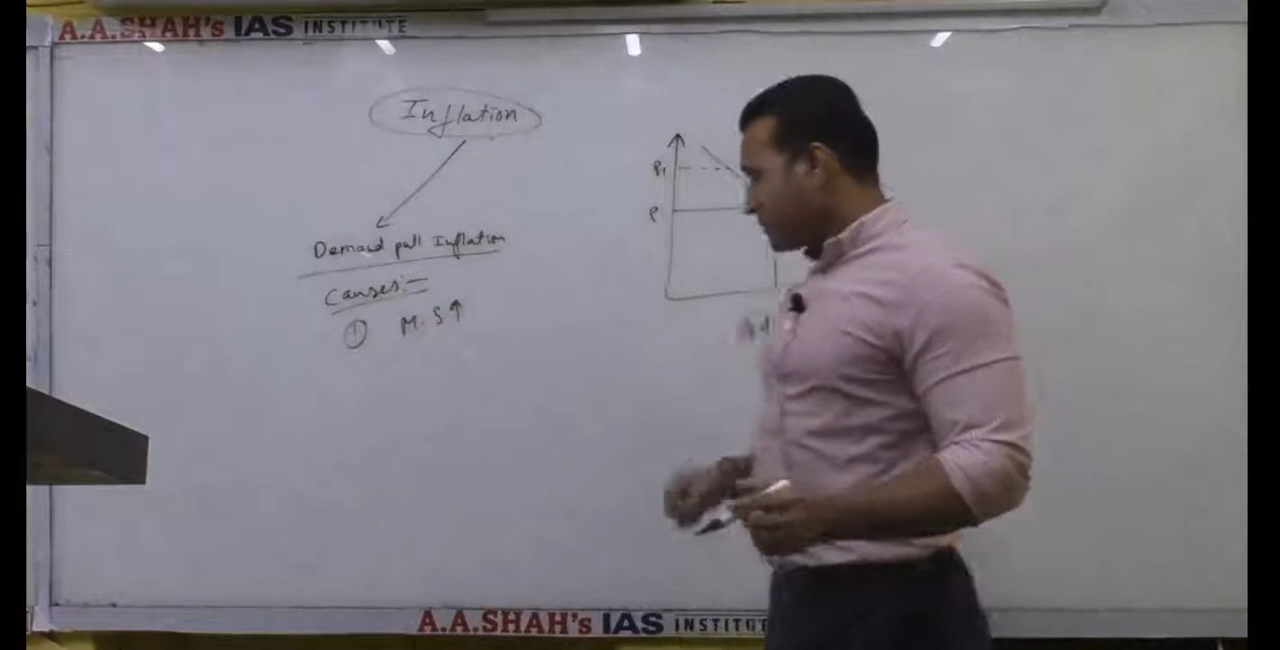 A.A.SHAH's IAS INSTITUTE
Inflation
Demand pull Inflation
Causes:-
① M.S↑
P₁
P
A.A.SHAH's IAS INSTITUTE